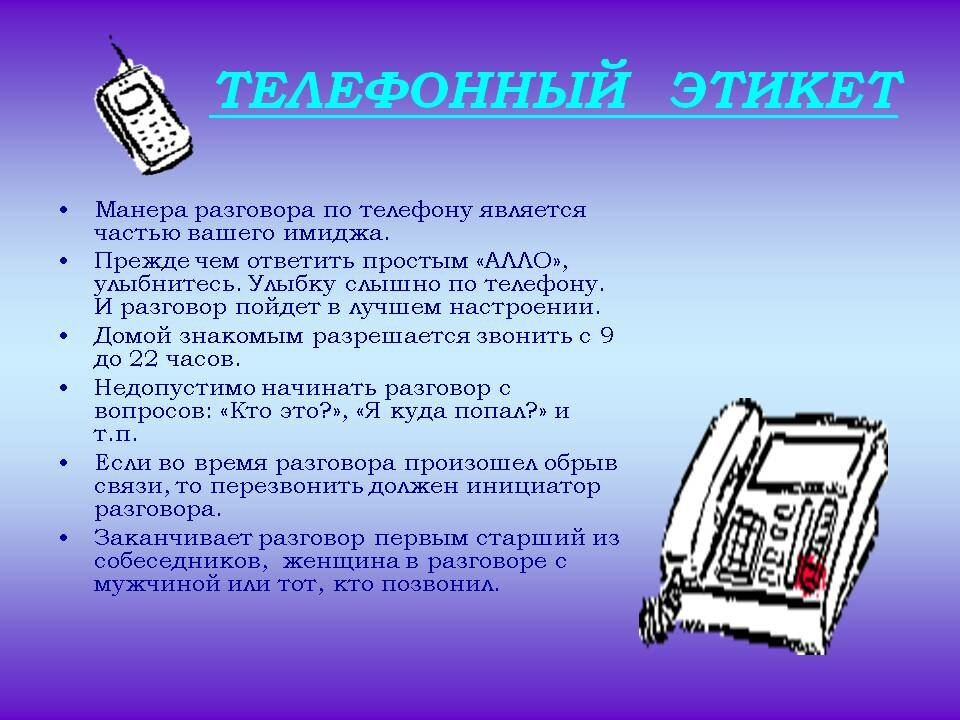 ТЕЛЕФОННЫЙ ЭТИКЕТ
• Манера разговора по телефону является
частью вашего имиджа.
• Прежде чем ответить простым «АЛЛО»,
улыбнитесь. Улыбку слышно по телефону.
И разговор пойдет в лучшем настроении.
• Домой знакомым разрешается звонить с 9
до 22 часов.
• Недопустимо начинать разговор с
вопросов: «Кто это?», «Я куда попал?» и
т.п.
• Если во время разговора произошел обрыв
связи, то перезвонить должен инициатор
разговора.
• Заканчивает разговор первым старший из
собеседников, женщина в разговоре с
мужчиной или тот, кто позвонил.